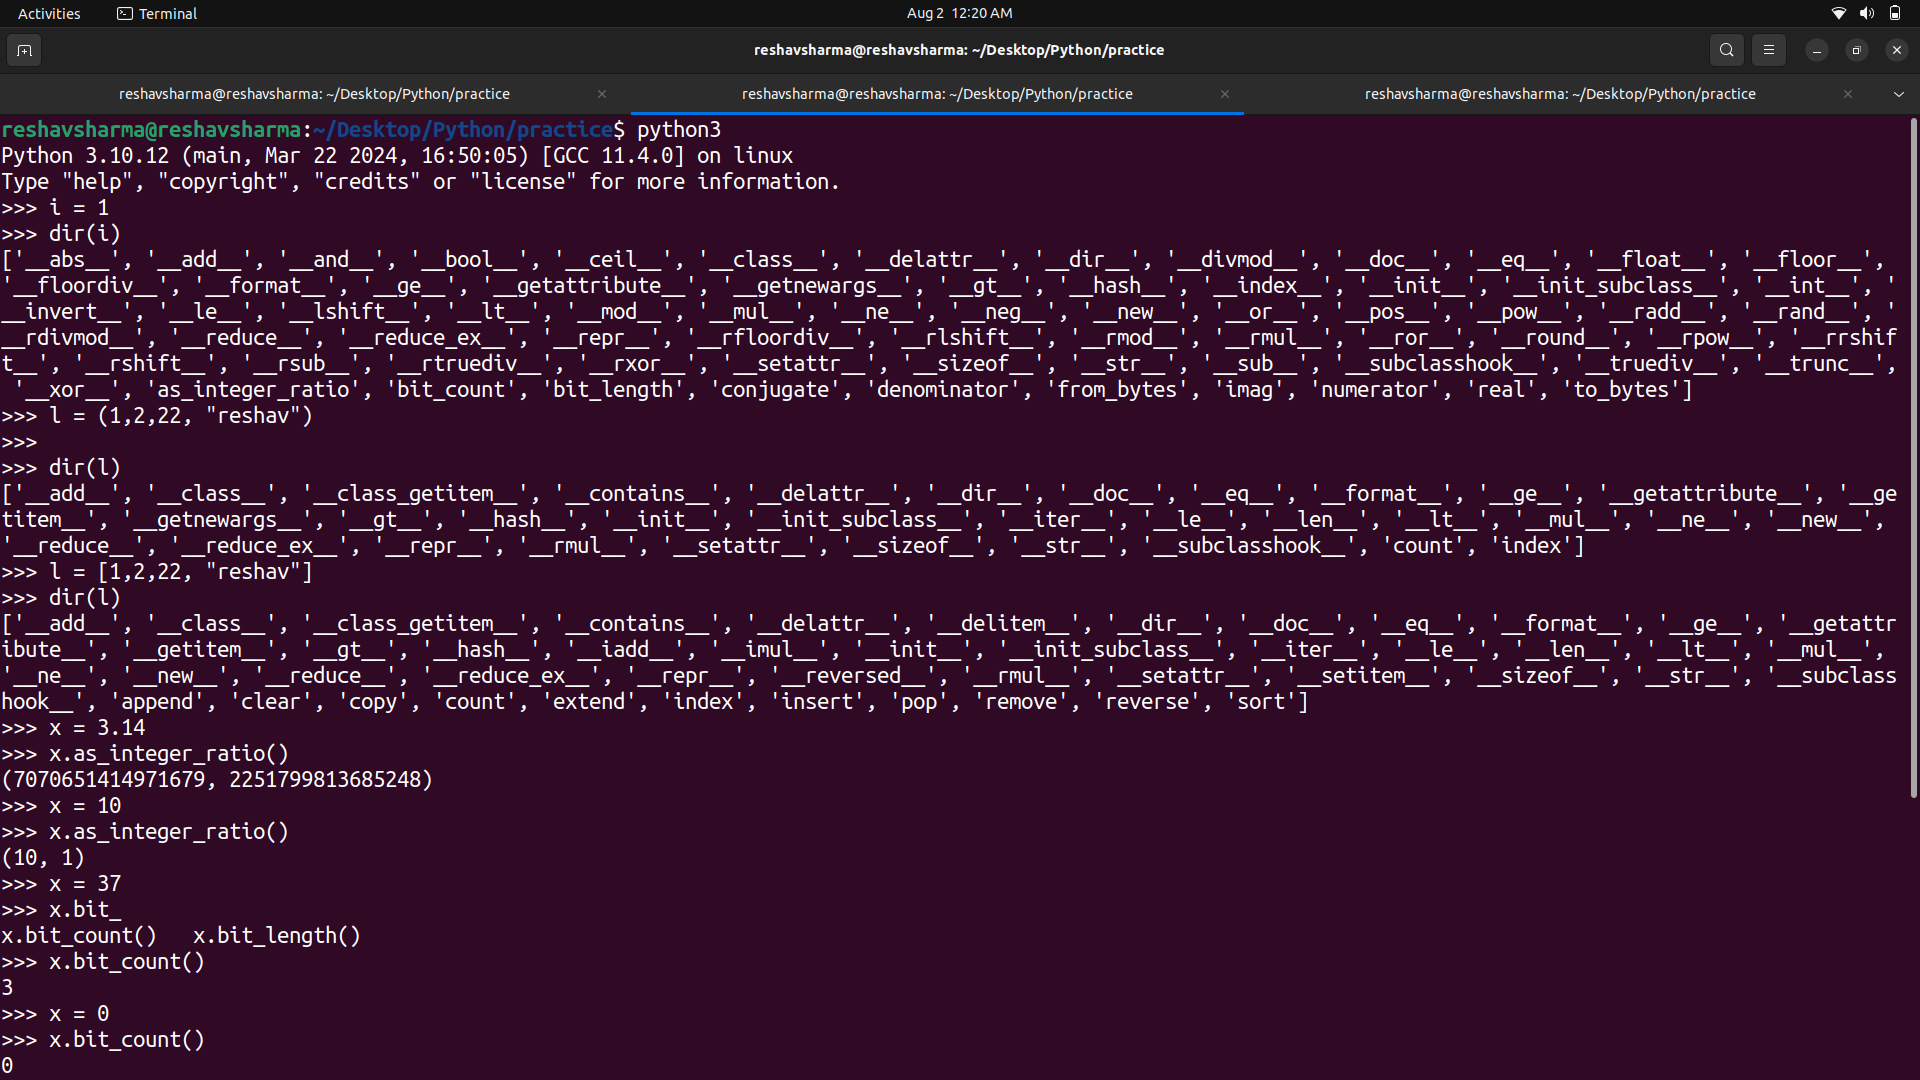 Activities
Terminal
Aug 2 12:20 AM
reshavsharma@reshavsharma: ~/Desktop/Python/practice
reshavsharma@reshavsharma: ~/Desktop/Python/practice
reshavsharma@reshavsharma: ~/Desktop/Python/practice
reshavsharma@reshavsharma: ~/Desktop/Python/practice
reshavsharma@reshavsharma:~/Desktop/Python/practice$ python3
Python 3.10.12 (main, Mar 22 2024, 16:50:05) [GCC 11.4.0] on linux
Type "help", "copyright", "credits" or "license" for more information.
>>> i = 1
>>> dir(i)
['__abs__', '__add__', '__and__', '__bool__', '__ceil__', '__class__', '__delattr__', '__dir__', '__divmod__', '__doc__', '__eq__', '__float__', '__floor__',
'__floordiv__', '__format__', '__ge__', '__getattribute__', '__getnewargs__', '__gt__', '__hash__', '__index__', '__init__', '__init_subclass__', '__int__', '
__invert__', '__le__', '__lshift__', '__lt__', '__mod__', '__mul__', '__ne__', '__neg__', '__new__', '__or__', '__pos__', '__pow__', '__radd__', '__rand__', '
__rdivmod__', '__reduce__', '__reduce_ex__', '__repr__', '__rfloordiv__', '__rlshift__', '__rmod__', '__rmul__', '__ror__', '__round__', '__rpow__', '__rrshif
t__', '__rshift__', '__rsub__', '__rtruediv__', '__rxor__', '__setattr__', '__sizeof__', '__str__', '__sub__', '__subclasshook__', '__truediv__', '__trunc__',
'__xor__', 'as_integer_ratio', 'bit_count', 'bit_length', 'conjugate', 'denominator', 'from_bytes', 'imag', 'numerator', 'real', 'to_bytes']
>>> l = (1,2,22, "reshav")
>>>
>>> dir(l)
['__add__', '__class__', '__class_getitem__', '__contains__', '__delattr__', '__dir__', '__doc__', '__eq__', '__format__', '__ge__', '__getattribute__', '__ge
titem__', '__getnewargs__', '__gt__', '__hash__', '__init__', '__init_subclass__', '__iter__', '__le__', '__len__', '__lt__', '__mul__', '__ne__', '__new__',
'__reduce__', '__reduce_ex__', '__repr__', '__rmul__', '__setattr__', '__sizeof__', '__str__', '__subclasshook__', 'count', 'index']
>>> l = [1,2,22, "reshav"]
>>> dir(l)
['__add__', '__class__', '__class_getitem__', '__contains__', '__delattr__', '__delitem__', '__dir__', '__doc__', '__eq__', '__format__', '__ge__', '__getattr
ibute__', '__getitem__', '__gt__', '__hash__', '__iadd__', '__imul__', '__init__', '__init_subclass__', '__iter__', '__le__', '__len__', '__lt__', '__mul__',
'__ne__', '__new__', '__reduce__', '__reduce_ex__', '__repr__', '__reversed__', '__rmul__', '__setattr__', '__setitem__', '__sizeof__', '__str__', '__subclass
hook__', 'append', 'clear', 'copy', 'count', 'extend', 'index', 'insert', 'pop', 'remove', 'reverse', 'sort']
>>> x = 3.14
>>> x.as_integer_ratio()
(7070651414971679, 2251799813685248)
>>> x = 10
>>> x.as_integer_ratio()
(10, 1)
>>> x = 37
>>> x.bit_
x.bit_count()   x.bit_length()
>>> x.bit_count()
3
>>> x = 0
>>> x.bit_count()
0